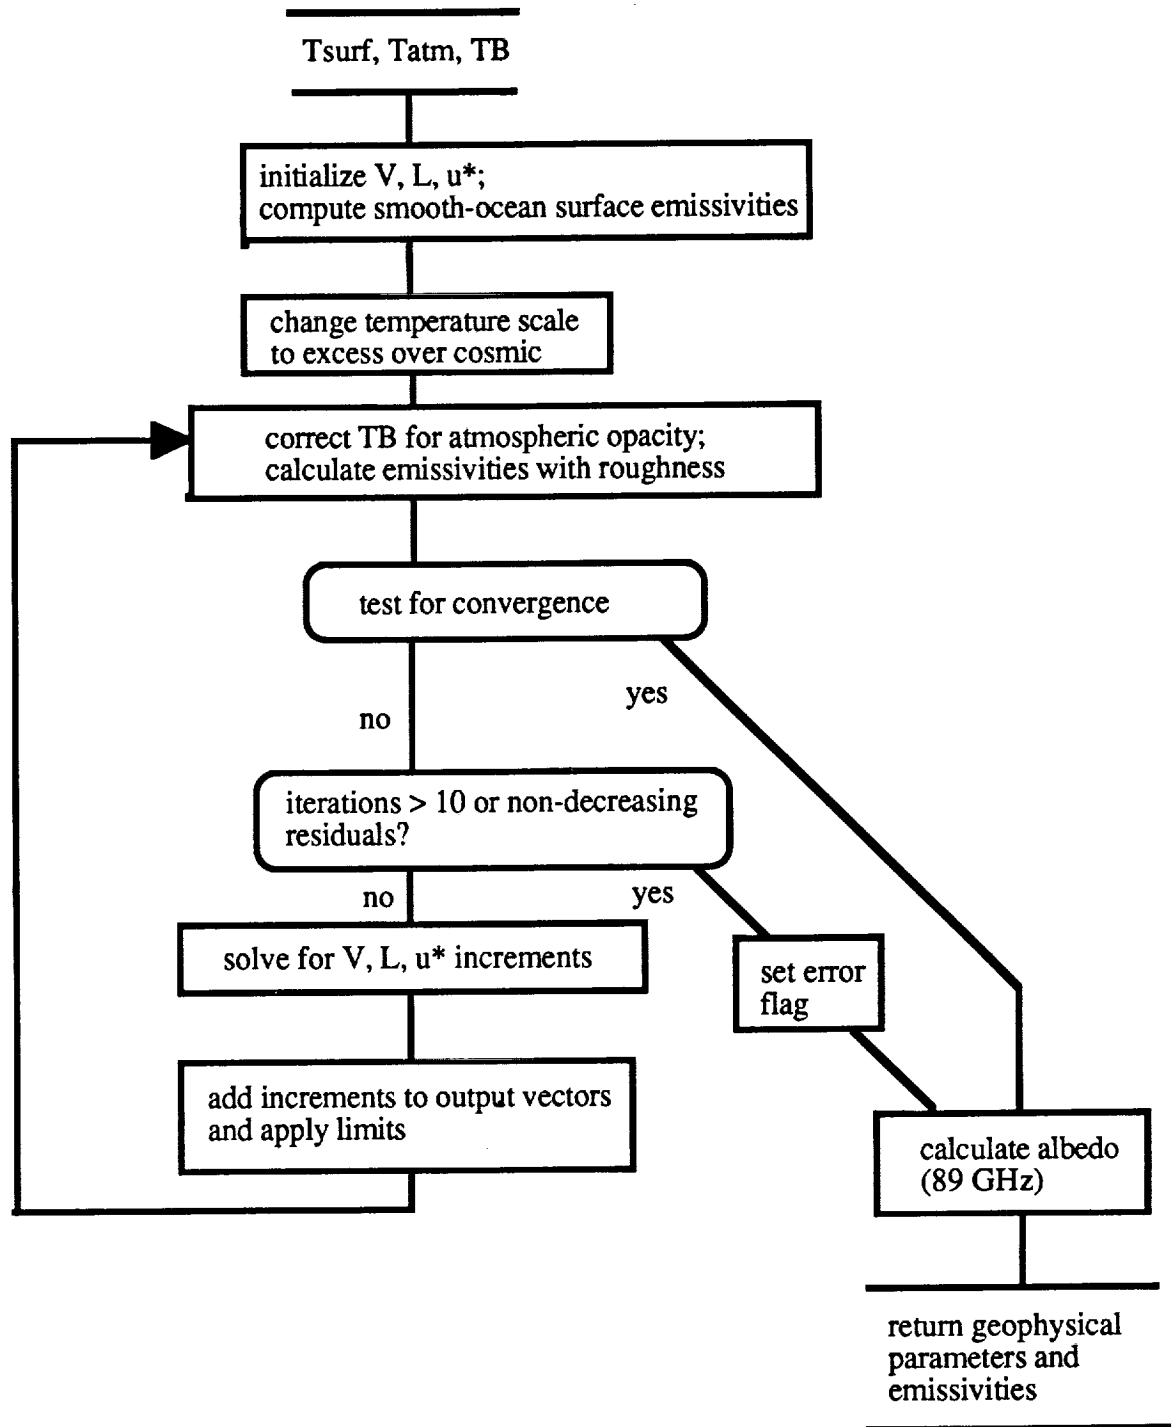 Tsurf, Tatm, TB
initialize V, L, u*;
compute smooth-ocean surface emissivities
change temperature scale
to excess over cosmic
correct TB for atmospheric opacity;
calculate emissivities with roughness
test for convergence
yes
no
iterations > 10 or non-decreasing
residuals?
no
yes
solve for V, L, u* increments
set error
flag
add increments to output vectors
and apply limits
calculate albedo
(89 GHz)
return geophysical
parameters and
emissivities